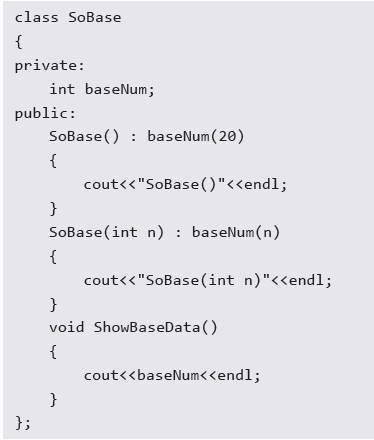 class SoBase
{
private:
    int baseNum;
public:
    SoBase() : baseNum(20)
    {
        cout<<"SoBase()"<<endl;
    }
    SoBase(int n) : baseNum(n)
    {
        cout<<"SoBase(int n)"<<endl;
    }
    void ShowBaseData()
    {
        cout<<baseNum<<endl;
    }
};